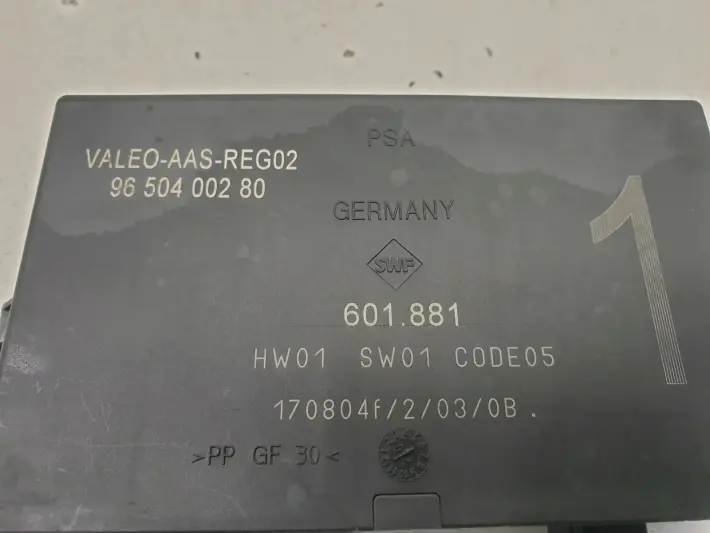 PSA
VALEO-AAS-REG02
96 504 002 80
GERMANY
SWF
601.881
1
HW01 SW01 CODE05
170804f/2/03/0B.
>PP GF 30<